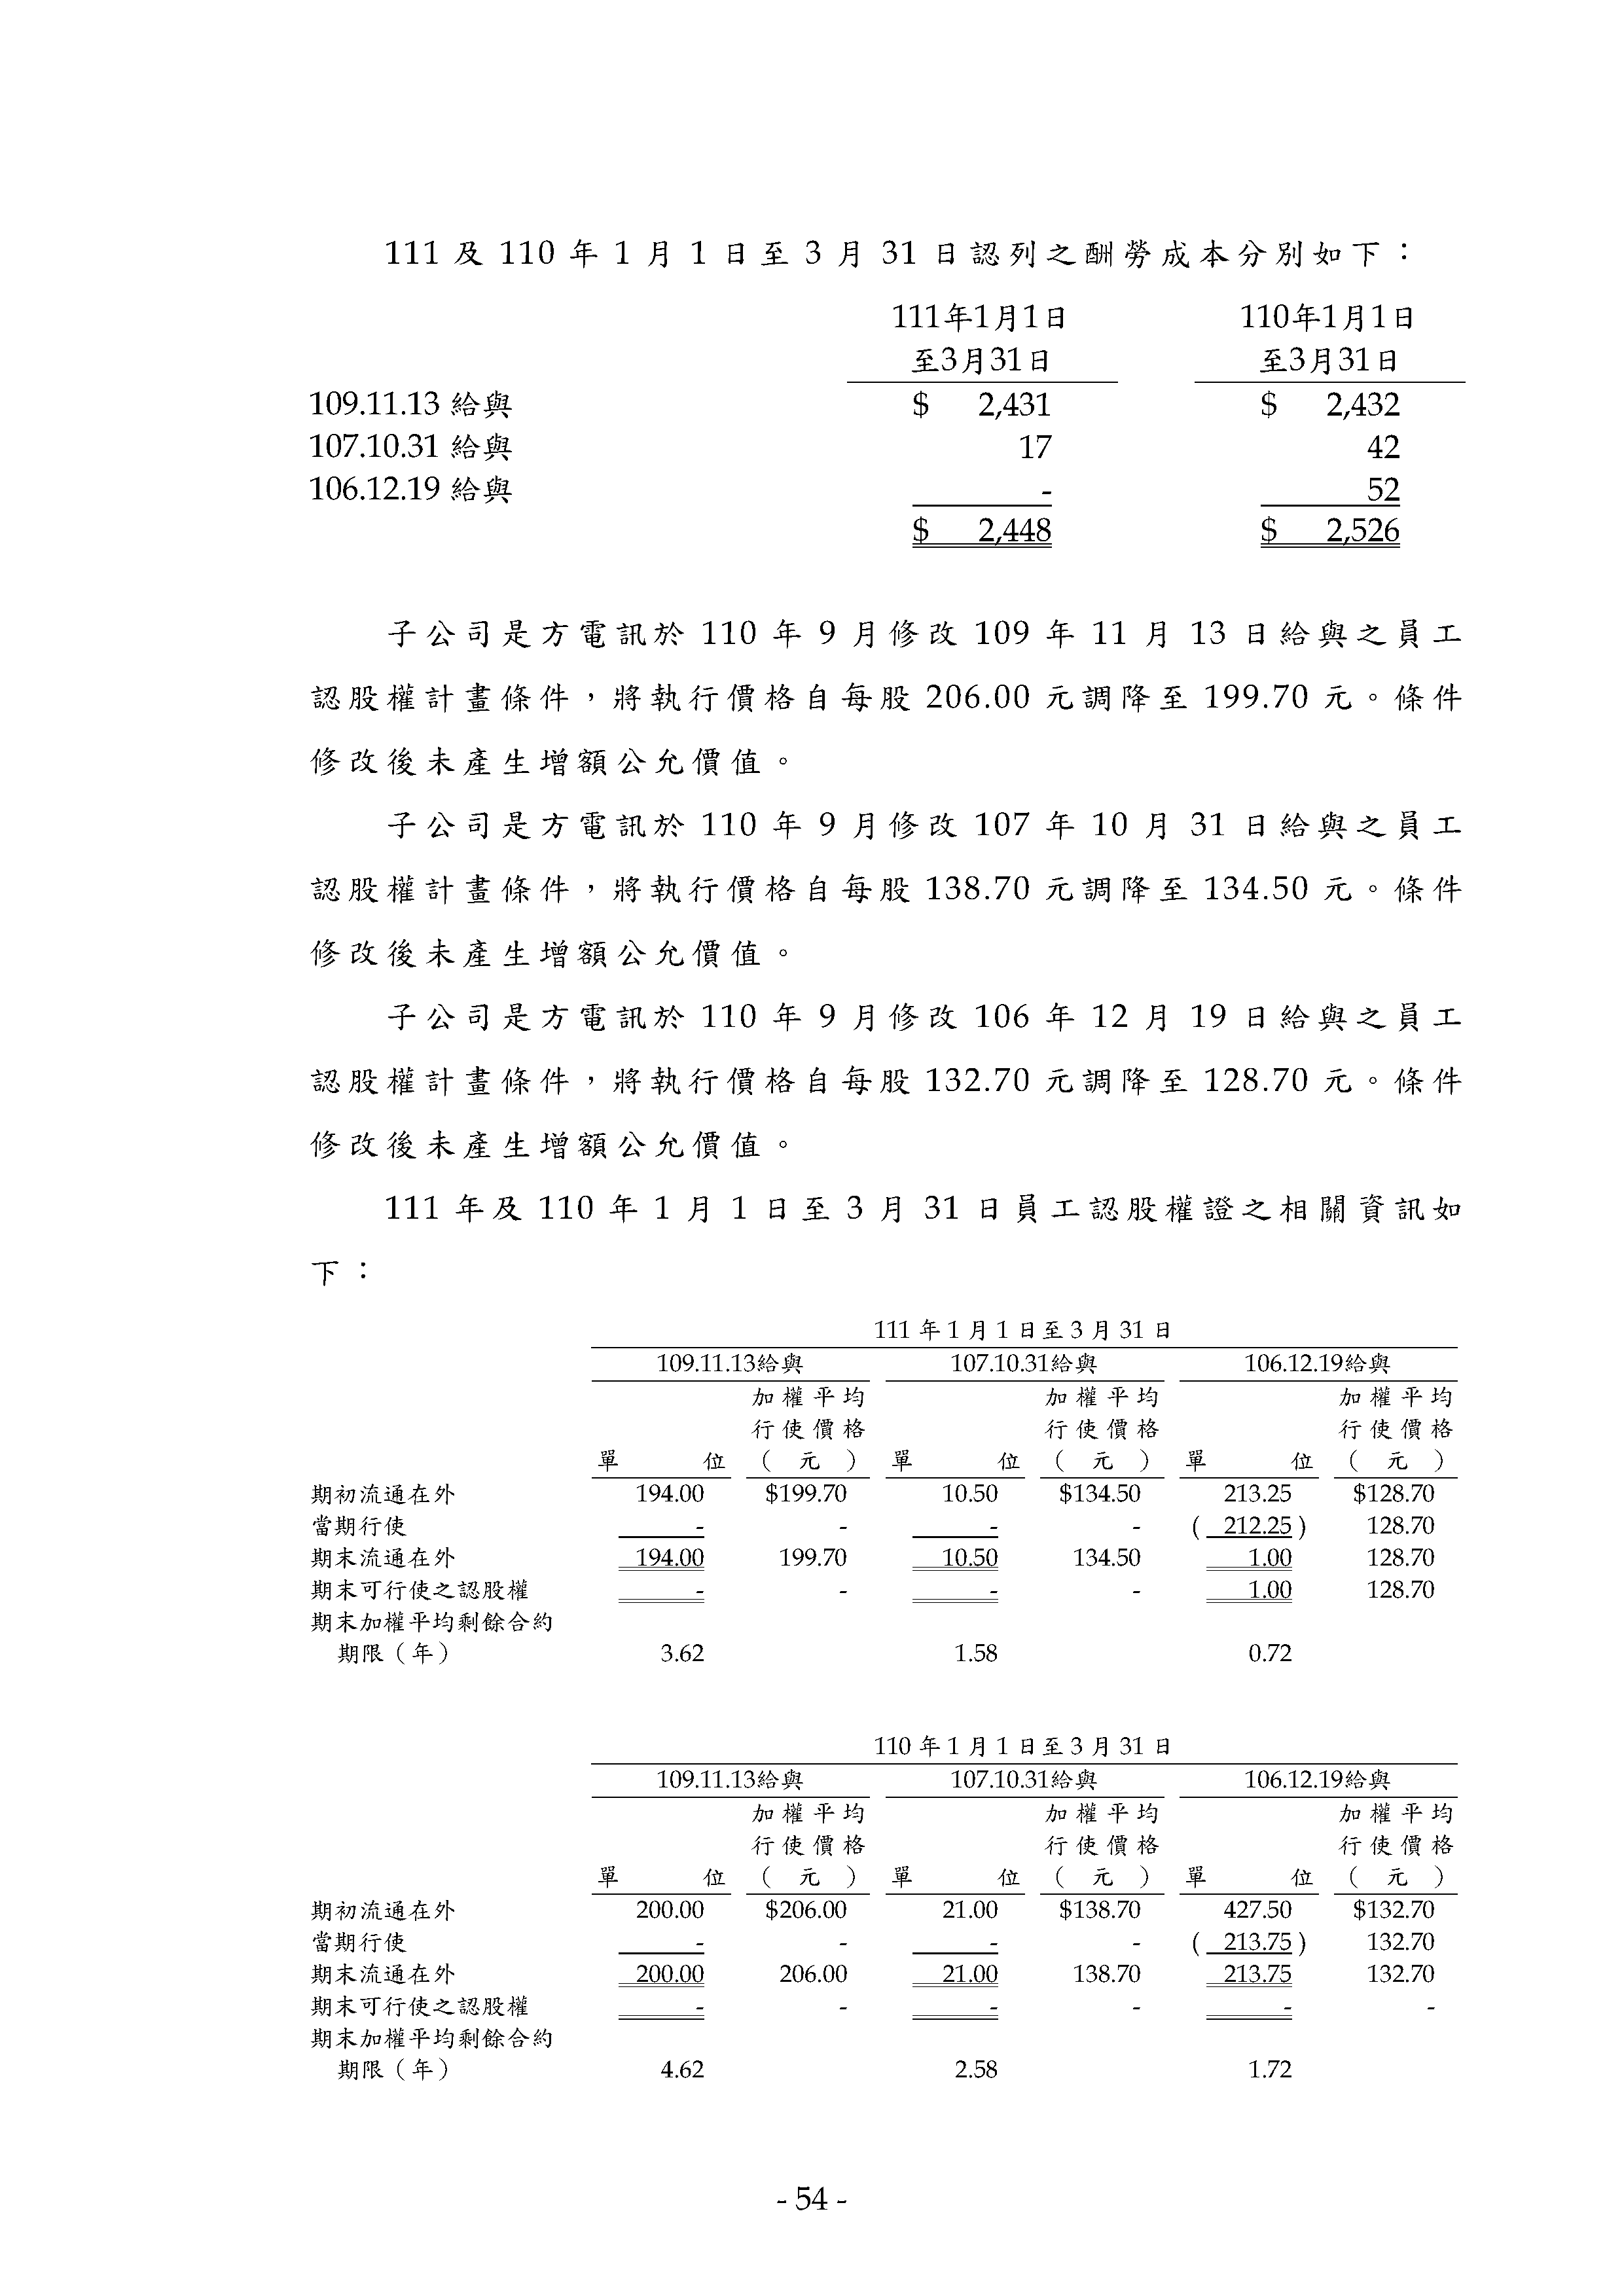 111 及 110 年 1 月 1 日至 3 月 31 日認列之酬勞成本分別如下：
111年1月1日 110年1月1日
至3月31日 至3月31日
109.11.13 給與 $ 2,431 $ 2,432
107.10.31 給與 17 42
106.12.19 給與 - 52
$ 2,448 $ 2,526
子公司是方電訊於 110 年 9 月修改 109 年 11 月 13 日給與之員工
認股權計畫條件，將執行價格自每股 206.00 元調降至 199.70 元。條件
修改後未產生增額公允價值。
子公司是方電訊於 110 年 9 月修改 107 年 10 月 31 日給與之員工
認股權計畫條件，將執行價格自每股 138.70 元調降至 134.50 元。條件
修改後未產生增額公允價值。
子公司是方電訊於 110 年 9 月修改 106 年 12 月 19 日給與之員工
認股權計畫條件，將執行價格自每股 132.70 元調降至 128.70 元。條件
修改後未產生增額公允價值。
111 年及 110 年 1 月 1 日至 3 月 31 日員工認股權證之相關資訊如
下：
111 年 1 月 1 日至 3 月 31 日
109.11.13給與 107.10.31給與 106.12.19給與
加權平均 加權平均 加權平均
行使價格 行使價格 行使價格
單位 （元） 單位 （元） 單位 （元）
期初流通在外 194.00 $199.70 10.50 $134.50 213.25 $128.70
當期行使 - - - - ( 212.25) 128.70
期末流通在外 194.00 199.70 10.50 134.50 1.00 128.70
期末可行使之認股權 - - - - 1.00 128.70
期末加權平均剩餘合約
期限（年） 3.62 1.58 0.72
110 年 1 月 1 日至 3 月 31 日
109.11.13給與 107.10.31給與 106.12.19給與
加權平均 加權平均 加權平均
行使價格 行使價格 行使價格
單位 （元） 單位 （元） 單位 （元）
期初流通在外 200.00 $206.00 21.00 $138.70 427.50 $132.70
當期行使 - - - - ( 213.75) 132.70
期末流通在外 200.00 206.00 21.00 138.70 213.75 132.70
期末可行使之認股權 - - - - - -
期末加權平均剩餘合約
期限（年） 4.62 2.58 1.72
- 54 -